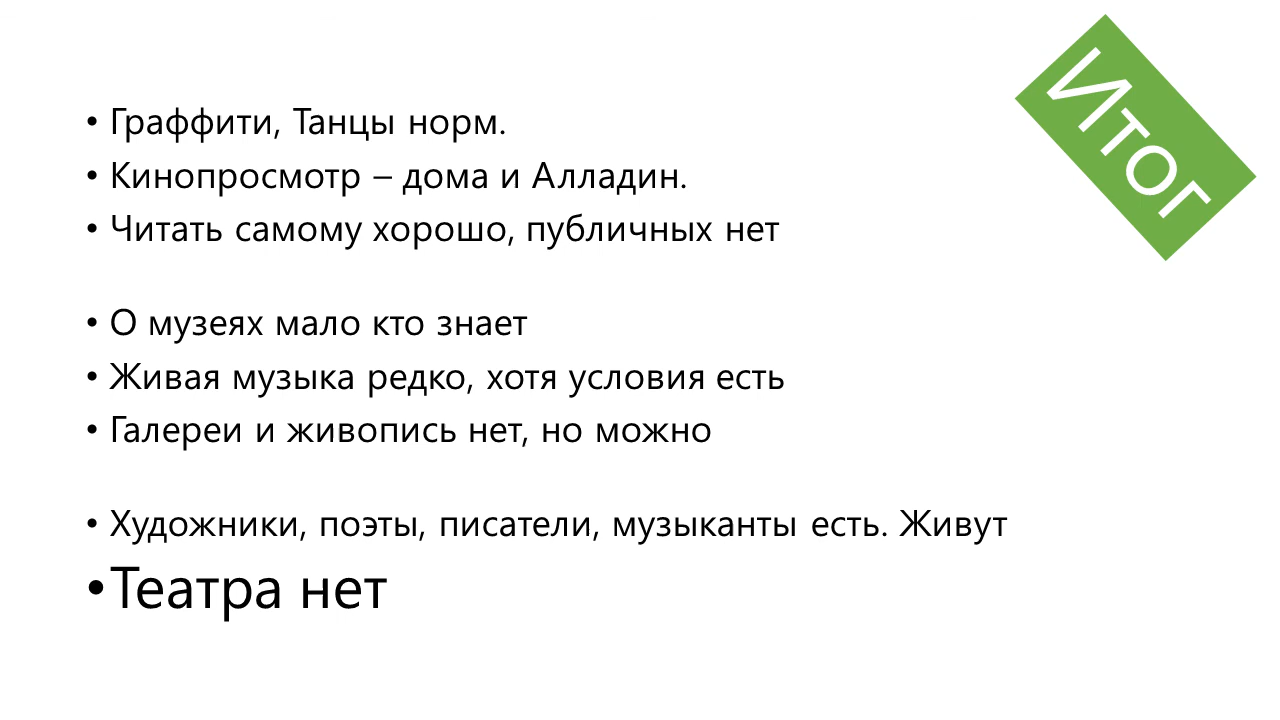 Итог
• Граффити, Танцы норм.
• Кинопросмотр – дома и Алладин.
• Читать самому хорошо, публичных нет
• О музеях мало кто знает
• Живая музыка редко, хотя условия есть
• Галереи и живопись нет, но можно
• Художники, поэты, писатели, музыканты есть. Живут
• Театра нет